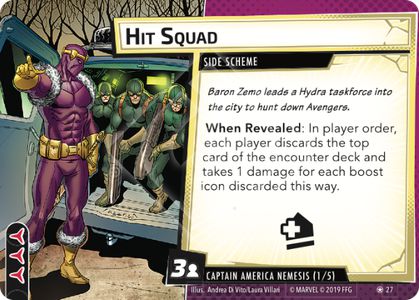 HIT SQUAD
SIDE SCHEME
Baron Zemo leads a Hydra taskforce into
the city to hunt down Avengers.
When Revealed: In player order,
each player discards the top
card of the encounter deck and
takes 1 damage for each boost
icon discarded this way.
3
CAPTAIN AMERICA NEMESIS (1/5)
Illus. Andrea Di Vito/Laura Villari
© MARVEL © 2019 FFG
27